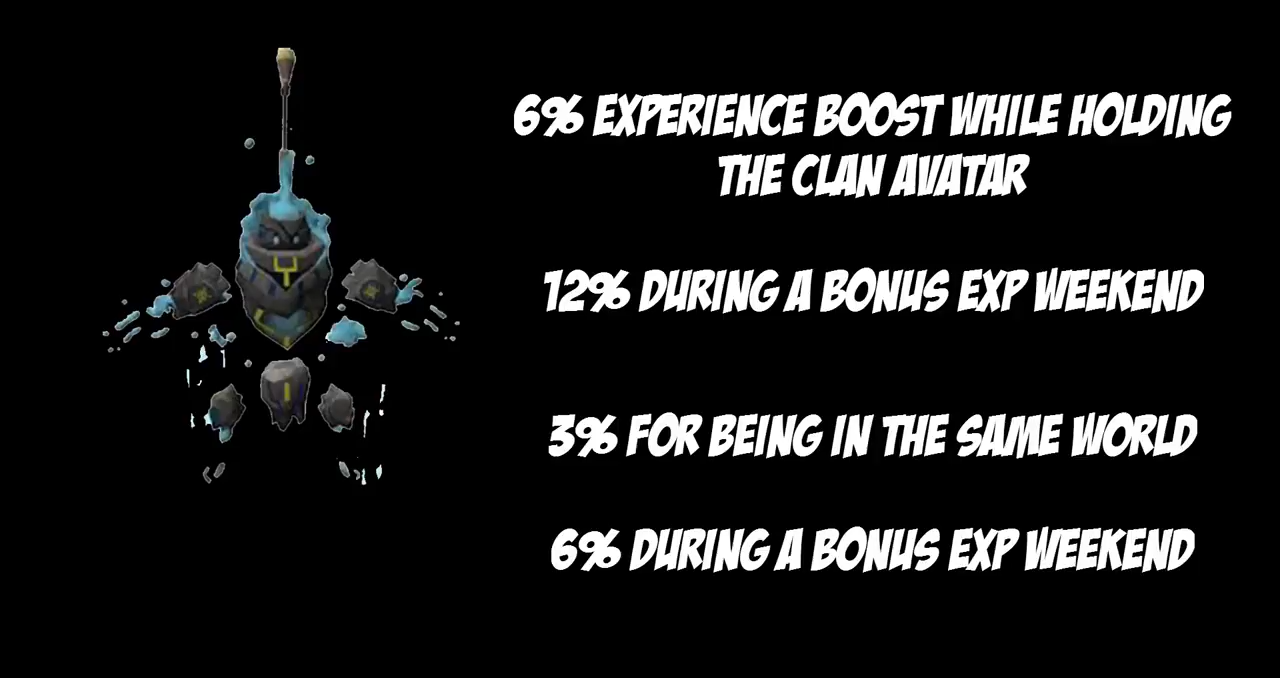 6% EXPERIENCE BOOST WHILE HOLDING
THE CLAN AVATAR
12% DURING A BONUS EXP WEEKEND
3% FOR BEING IN THE SAME WORLD
6% DURING A BONUS EXP WEEKEND